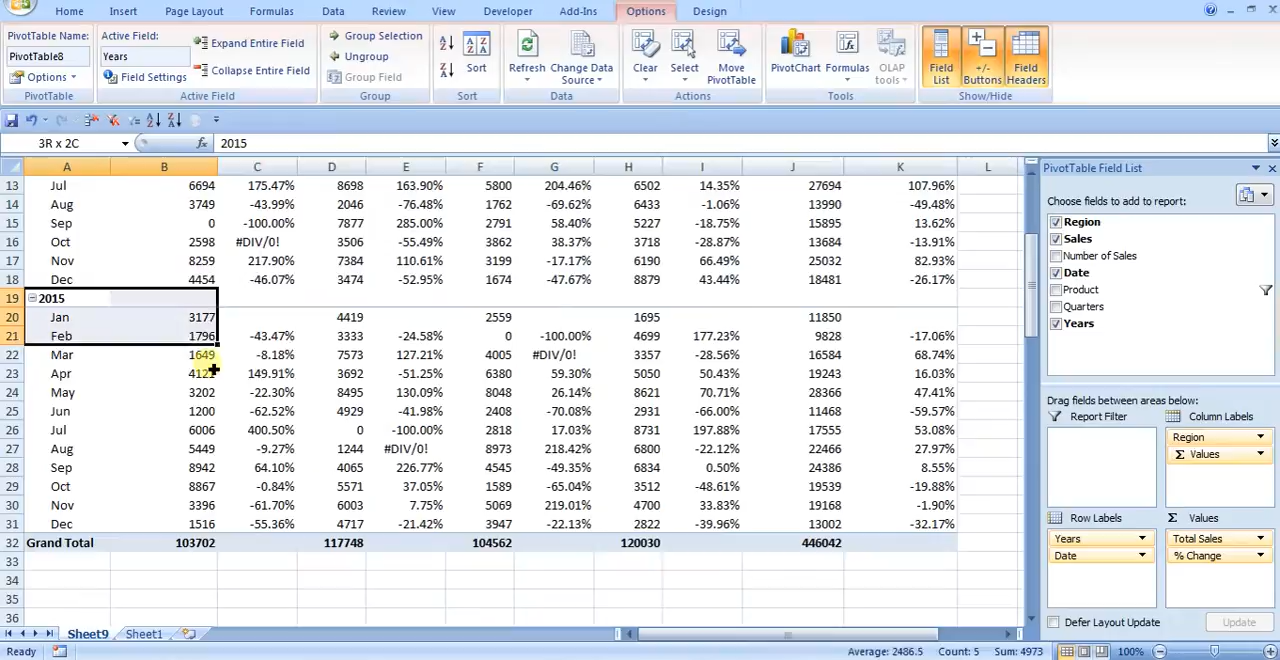 Home Insert Page Layout Formulas Data Review View Developer Add-Ins Options Design
PivotTable Name: Active Field: Expand Entire Field Group Selection
PivotTable8 Years Collapse Entire Field Ungroup Sort Refresh Change Data Source Clear Select Move PivotTable PivotChart Formulas OLAP tools Field List +/- Buttons Field Headers
Options Field Settings Group Field
PivotTable Active Field Group Sort Data Actions Tools Show/Hide
3R x 2C fx 2015
A B C D E F G H I J K L
13 Jul 6694 175.47% 8698 163.90% 5800 204.46% 6502 14.35% 27694 107.96%
14 Aug 3749 -43.99% 2046 -76.48% 1762 -69.62% 6433 -1.06% 13990 -49.48%
15 Sep 0 -100.00% 7877 285.00% 2791 58.40% 5227 -18.75% 15895 13.62%
16 Oct 2598 #DIV/0! 3506 -55.49% 3862 38.37% 3718 -28.87% 13684 -13.91%
17 Nov 8259 217.90% 7384 110.61% 3199 -17.17% 6190 66.49% 25032 82.93%
18 Dec 4454 -46.07% 3474 -52.95% 1674 -47.67% 8879 43.44% 18481 -26.17%
19 2015
20 Jan 3177 4419 2559 1695 11850
21 Feb 1796 -43.47% 3333 -24.58% 0 -100.00% 4699 177.23% 9828 -17.06%
22 Mar 1649 -8.18% 7573 127.21% 4005 #DIV/0! 3357 -28.56% 16584 68.74%
23 Apr 4121 149.91% 3692 -51.25% 6380 59.30% 5050 50.43% 19243 16.03%
24 May 3202 -22.30% 8495 130.09% 8048 26.14% 8621 70.71% 28366 47.41%
25 Jun 1200 -62.52% 4929 -41.98% 2408 -70.08% 2931 -66.00% 11468 -59.57%
26 Jul 6006 400.50% 0 -100.00% 17.03% 8731 197.88% 17555 53.08%
27 Aug 5449 -9.27% 1244 #DIV/0! 8973 218.42% 6800 -22.12% 22466 27.97%
28 Sep 8942 64.10% 4065 226.77% 4545 -49.35% 6834 0.50% 24386 8.55%
29 Oct 8867 -0.84% 5571 37.05% 1589 -65.04% 3512 -48.61% 19539 -19.88%
30 Nov 3396 -61.70% 6003 7.75% 5069 219.01% 4700 33.83% 19168 -1.90%
31 Dec 1516 -55.36% 4717 -21.42% 3947 -22.13% 2822 -39.96% 13002 -32.17%
32 Grand Total 103702 117748 104562 120030 446042
33
34
35
36
Sheet9 Sheet1
Ready Average: 2486.5 Count: 5 Sum: 4973 100%
PivotTable Field List
Choose fields to add to report:
Region
Sales
Number of Sales
Date
Product
Quarters
Years
Drag fields between areas below:
Report Filter Column Labels
Region
Σ Values
Row Labels Σ Values
Years Total Sales
Date % Change
Defer Layout Update Update